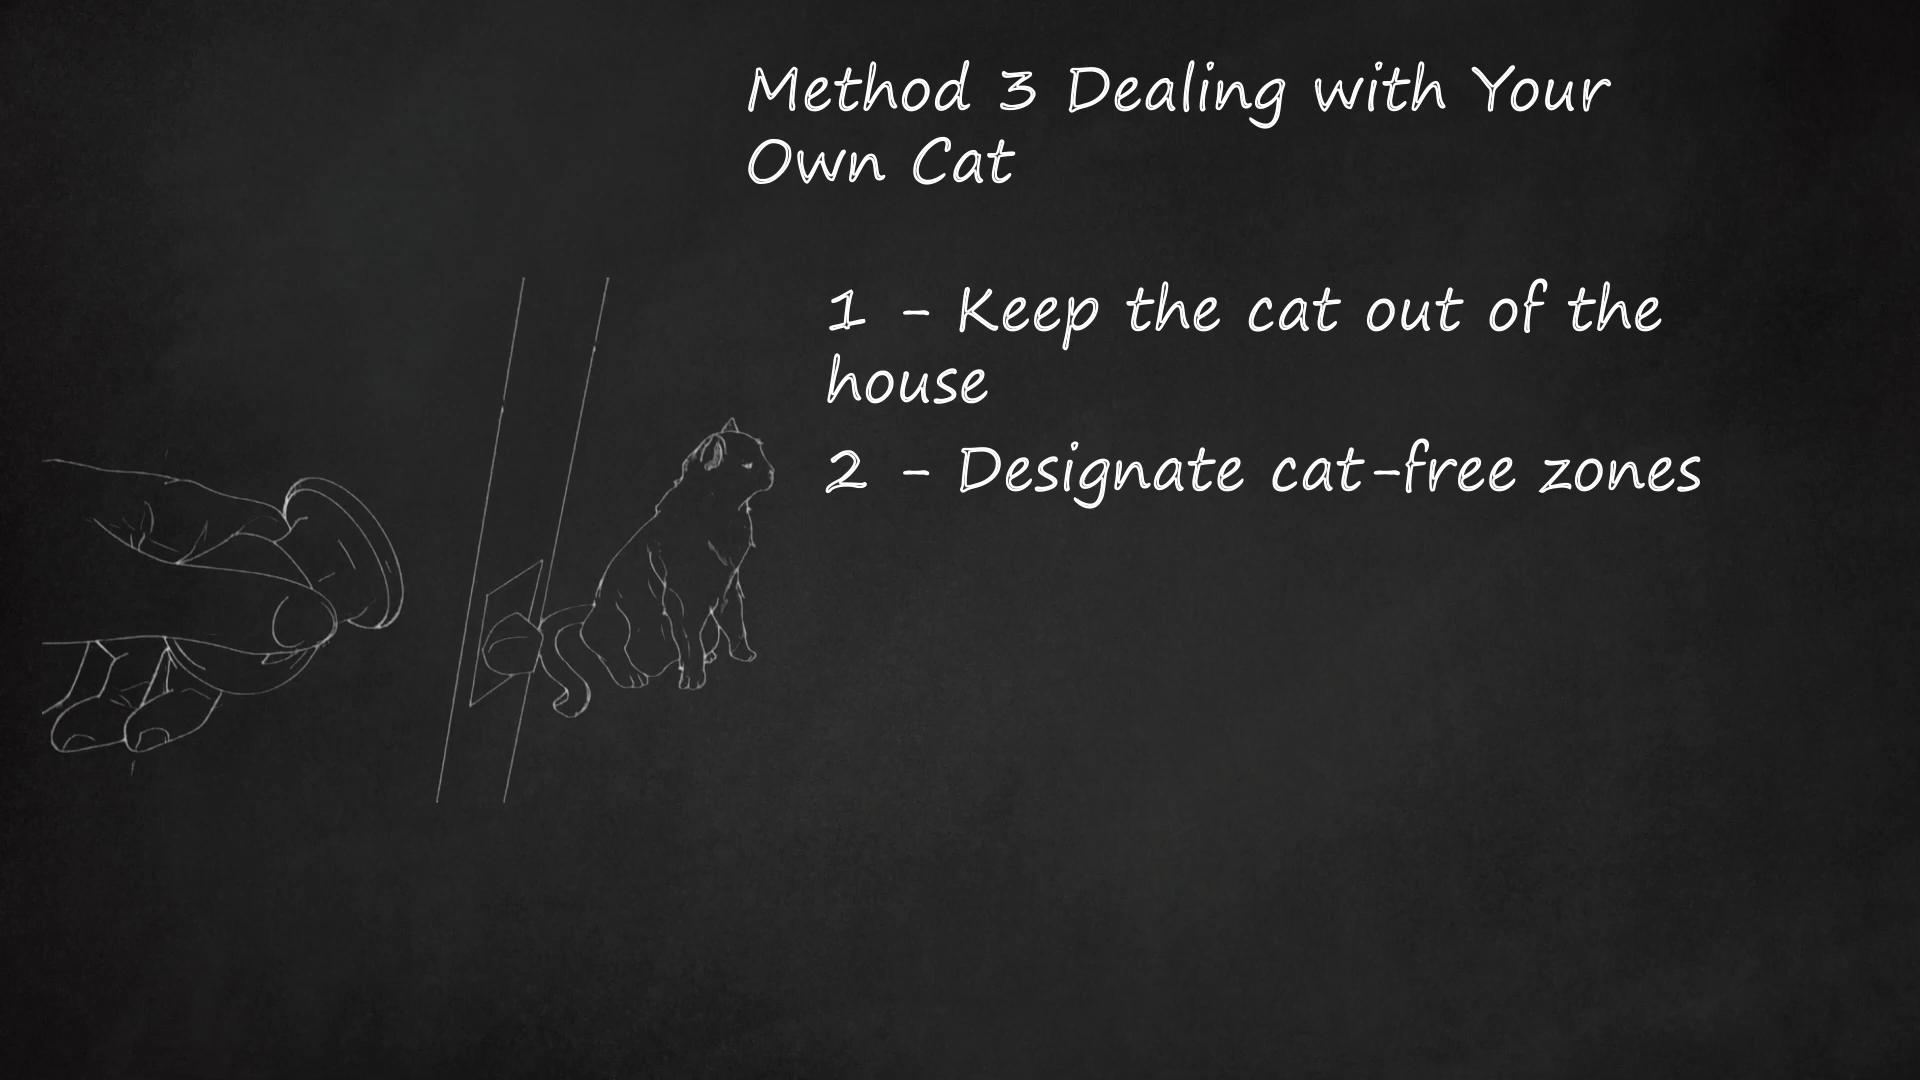 Method 3 Dealing with Your
Own Cat
1 - Keep the cat out of the
house
2 - Designate cat-free zones